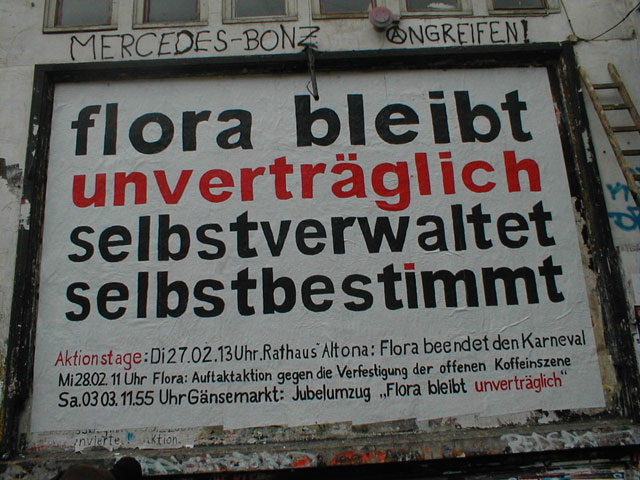 MERCEDES-BONZ ANGREIFEN!
flora bleibt
unverträglich
selbstverwaltet
selbstbestimmt
Aktionstage: Di 27.02. 13 Uhr. Rathaus Altona: Flora beendet den Karneval
Mi 28.02. 11 Uhr Flora: Auftaktaktion gegen die Verfestigung der offenen Koffeinszene
Sa. 03 03. 11.55 Uhr Gänsemarkt: Jubelumzug „Flora bleibt unverträglich"
Aktion